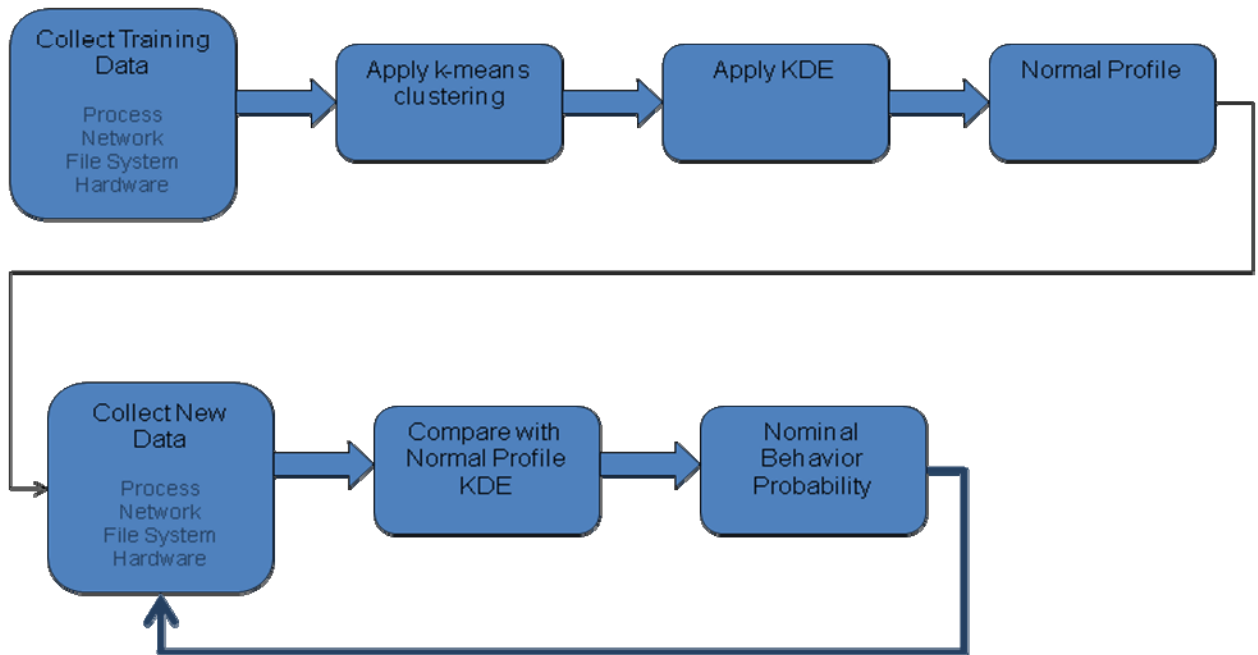 Collect Training
Data
Process
Network
File System
Hardware
Apply k-means
clustering
Apply KDE
Normal Profile
Collect New
Data
Process
Network
File System
Hardware
Compare with
Normal Profile
KDE
Nominal
Behavior
Probability